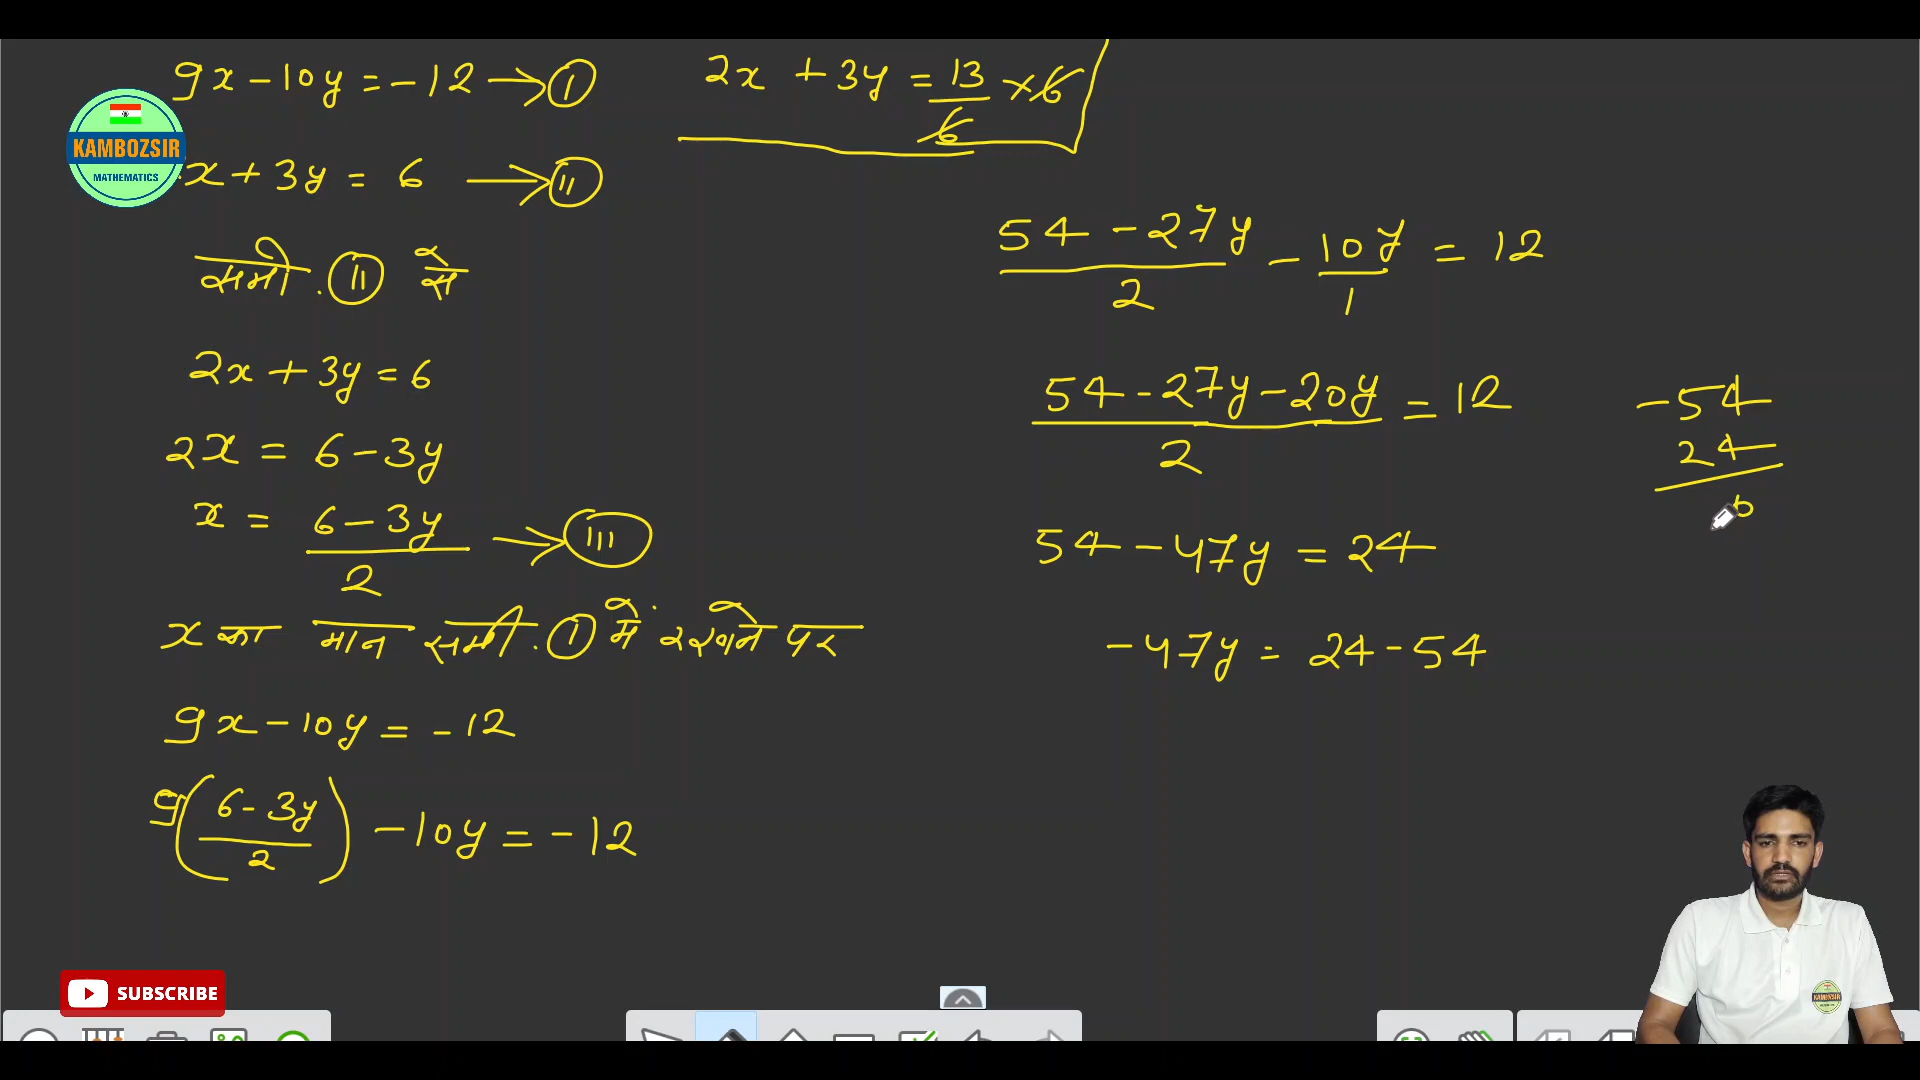 9x - 10y = - 12 → I
x + 3y = 6 → II
समी. II से
2x + 3y = 6
2x = 6 - 3y
x = 6 - 3y / 2 → III
x का मान समी. I में रखने पर
9x - 10y = - 12
9(6 - 3y / 2) - 10y = - 12
2x + 3y = 13/6 × 6
54 - 27y / 2 - 10y / 1 = 12
54 - 27y - 20y / 2 = 12
54 - 47y = 24
- 47y = 24 - 54
- 54
24
0
KAMBOZSIR
MATHEMATICS
SUBSCRIBE
KAMBOZSIR